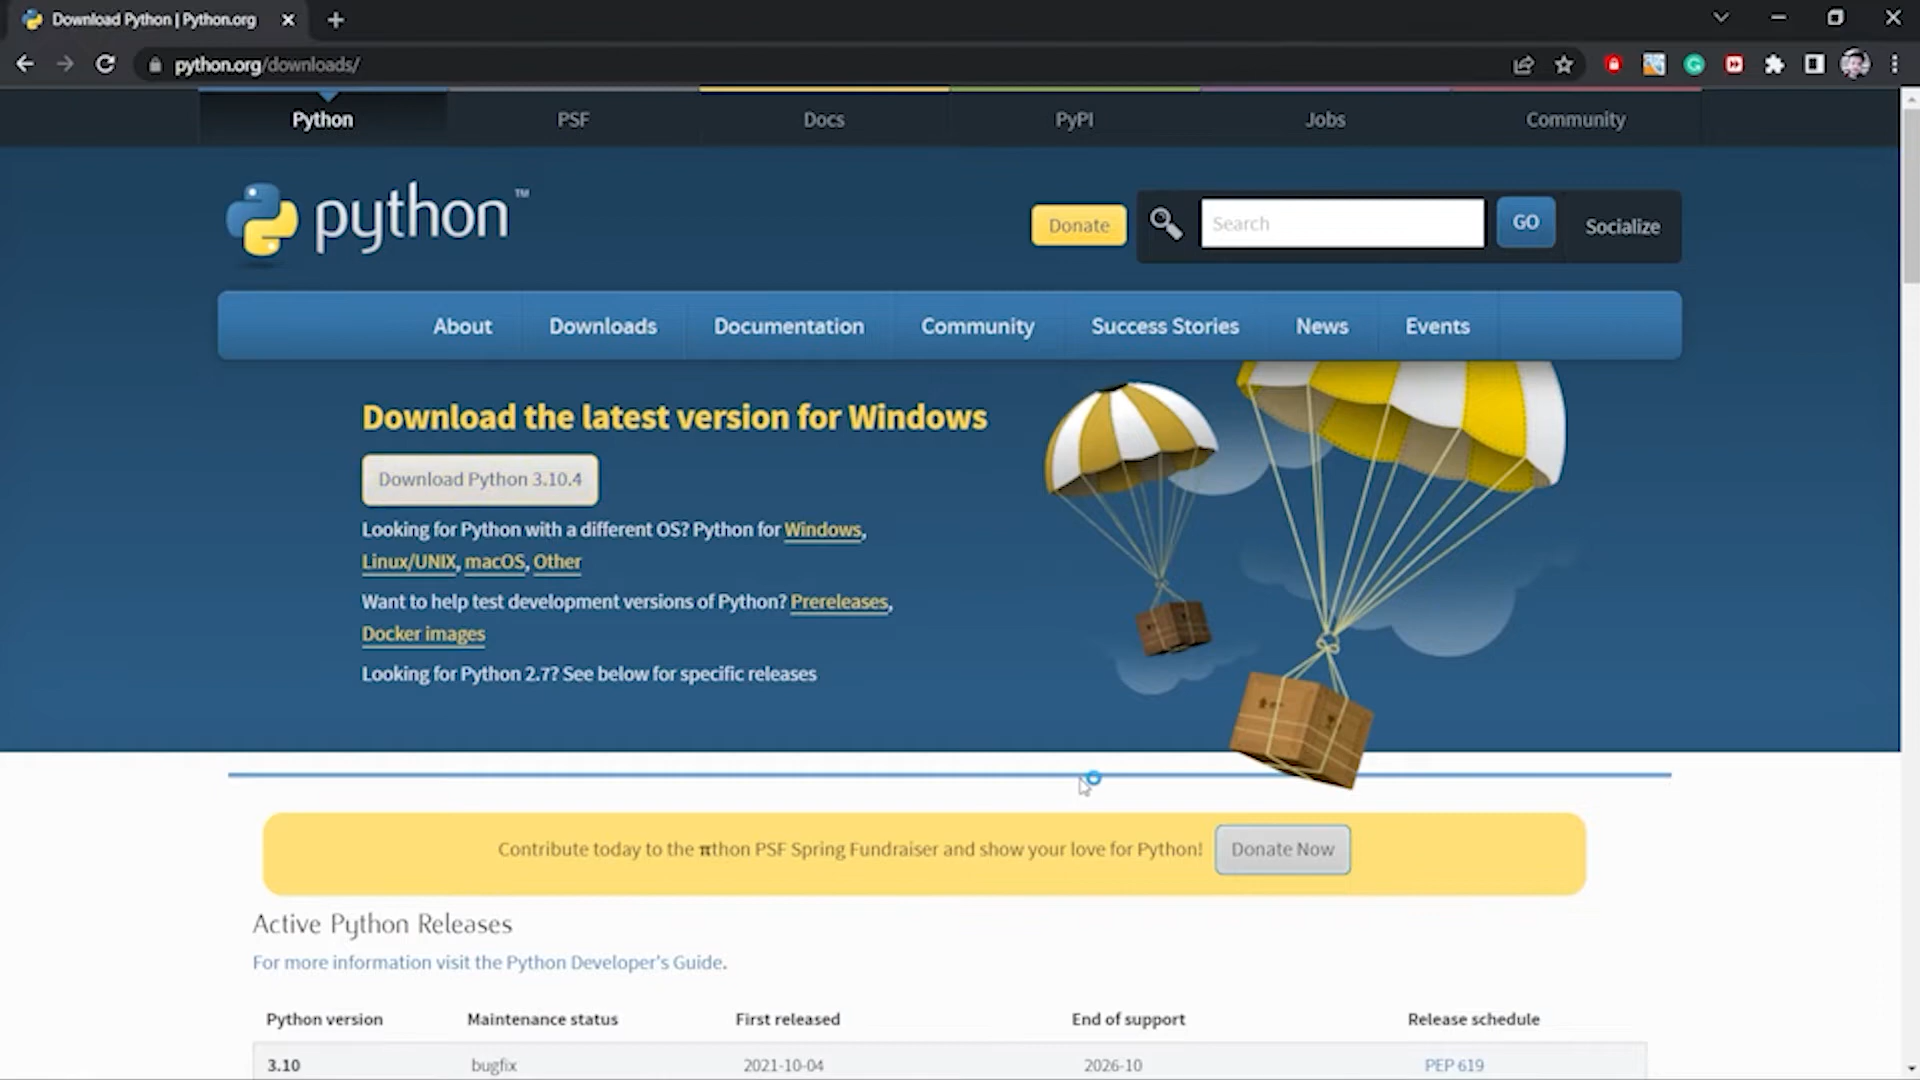 Download Python | Python.org
python.org/downloads/
Python
PSF
Docs
PyPI
Jobs
Community
python™
Donate
Search
GO
Socialize
About
Downloads
Documentation
Community
Success Stories
News
Events
Download the latest version for Windows
Download Python 3.10.4
Looking for Python with a different OS? Python for Windows,
Linux/UNIX, macOS, Other
Want to help test development versions of Python? Prereleases,
Docker images
Looking for Python 2.7? See below for specific releases
Contribute today to the πthon PSF Spring Fundraiser and show your love for Python!
Donate Now
Active Python Releases
For more information visit the Python Developer's Guide.
Python version
Maintenance status
First released
End of support
Release schedule
3.10
bugfix
2021-10-04
2026-10
PEP 619